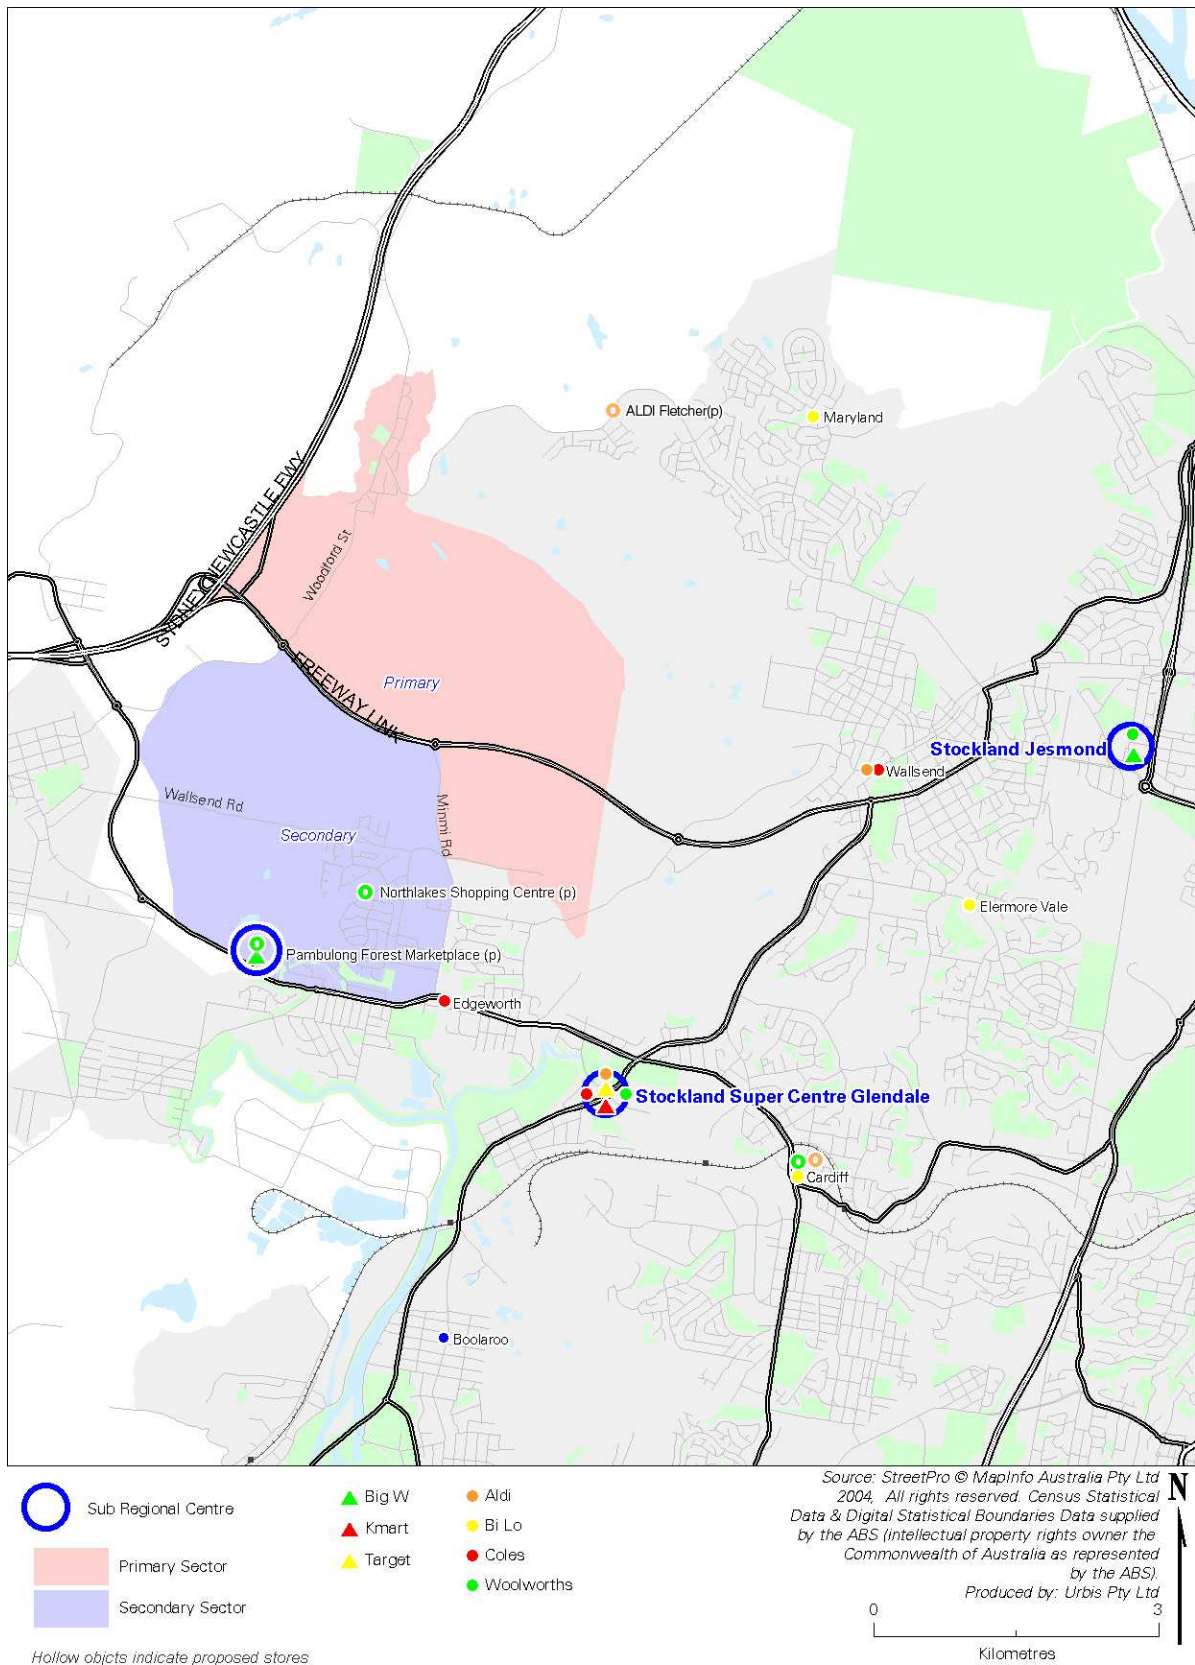 ALDI Fletcher(p)
Maryland
SYDNEY NEWCASTLE FWY
Woodford St
FREEWAY LINK
Primary
Stockland Jesmond
Wallsend
Wallsend Rd
Minmi Rd
Secondary
Northlakes Shopping Centre (p)
Elermore Vale
Pambulong Forest Marketplace (p)
Edgeworth
Stockland Super Centre Glendale
Cardiff
Boolaroo
Sub Regional Centre
Primary Sector
Secondary Sector
Hollow objcts indicate proposed stores
Big W
Kmart
Target
Aldi
Bi Lo
Coles
Woolworths
Source: StreetPro © MapInfo Australia Pty Ltd
2004, All rights reserved. Census Statistical
Data & Digital Statistical Boundaries Data supplied
by the ABS (intellectual property rights owner the
Commonwealth of Australia as represented
by the ABS).
Produced by: Urbis Pty Ltd
N
0 3
Kilometres